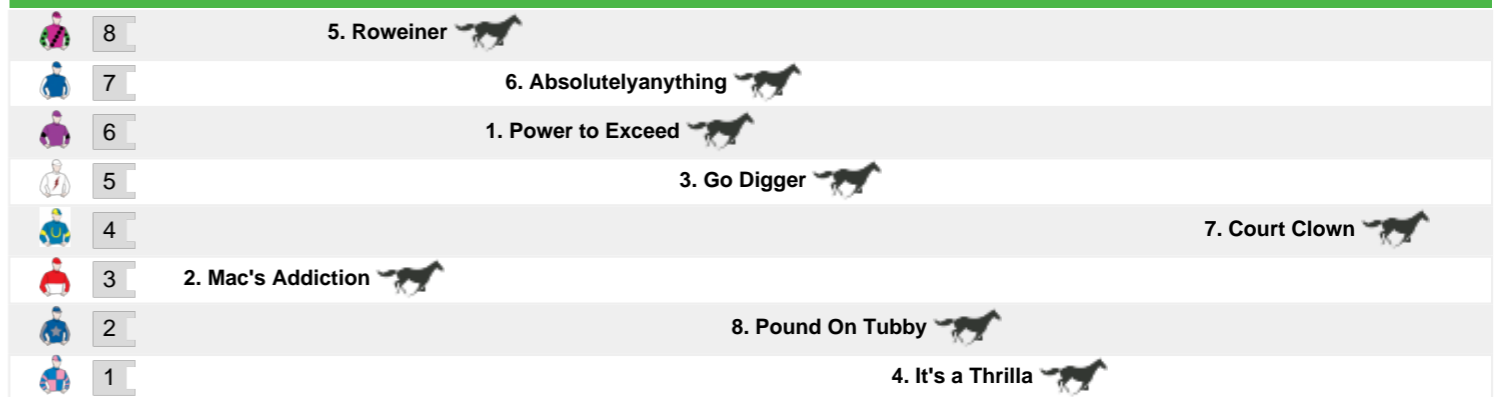 8 5. Roweiner
7 6. Absolutelyanything
6 1. Power to Exceed
5 3. Go Digger
4 7. Court Clown
3 2. Mac's Addiction
2 8. Pound On Tubby
1 4. It's a Thrilla